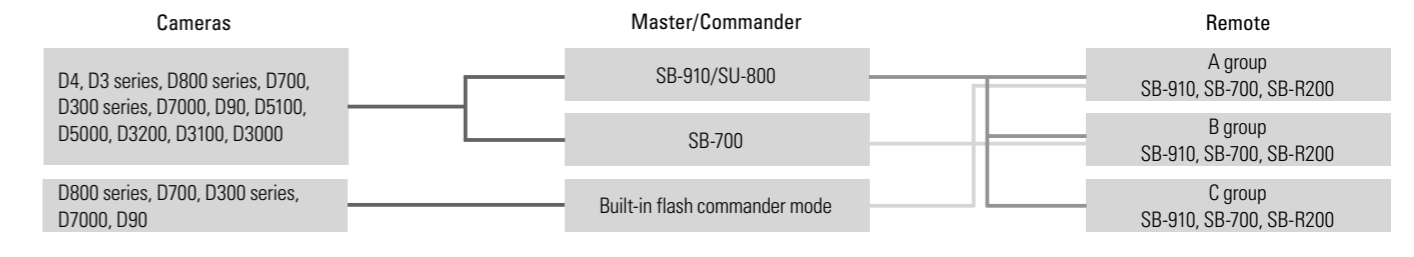 Cameras
Master/Commander
Remote
D4, D3 series, D800 series, D700,
D300 series, D7000, D90, D5100,
D5000, D3200, D3100, D3000
D800 series, D700, D300 series,
D7000, D90
SB-910/SU-800
SB-700
Built-in flash commander mode
A group
SB-910, SB-700, SB-R200
B group
SB-910, SB-700, SB-R200
C group
SB-910, SB-700, SB-R200